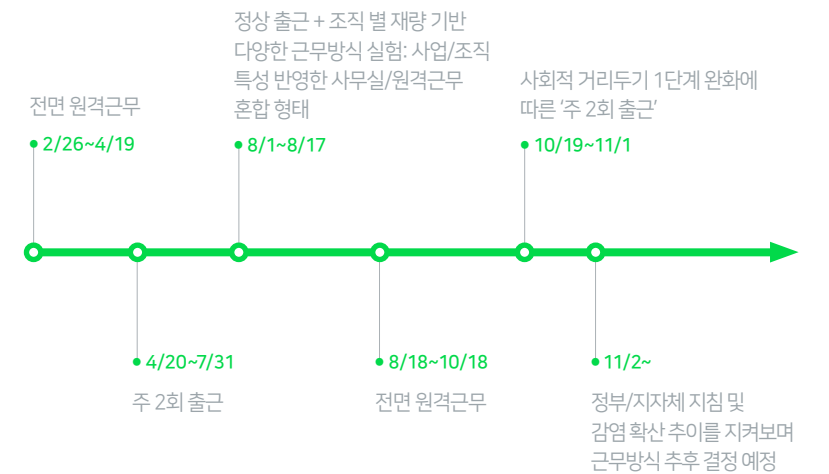 전면 원격근무
2/26~4/19
주 2회 출근
4/20~7/31
정상 출근 + 조직 별 재량 기반
다양한 근무방식 실험: 사업/조직
특성 반영한 사무실/원격근무
혼합 형태
8/1~8/17
8/18~10/18
전면 원격근무
사회적 거리두기 1단계 완화에
따른 ‘주 2회 출근’
10/19~11/1
11/2~
정부/지자체 지침 및
감염 확산 추이를 지켜보며
근무방식 추후 결정 예정